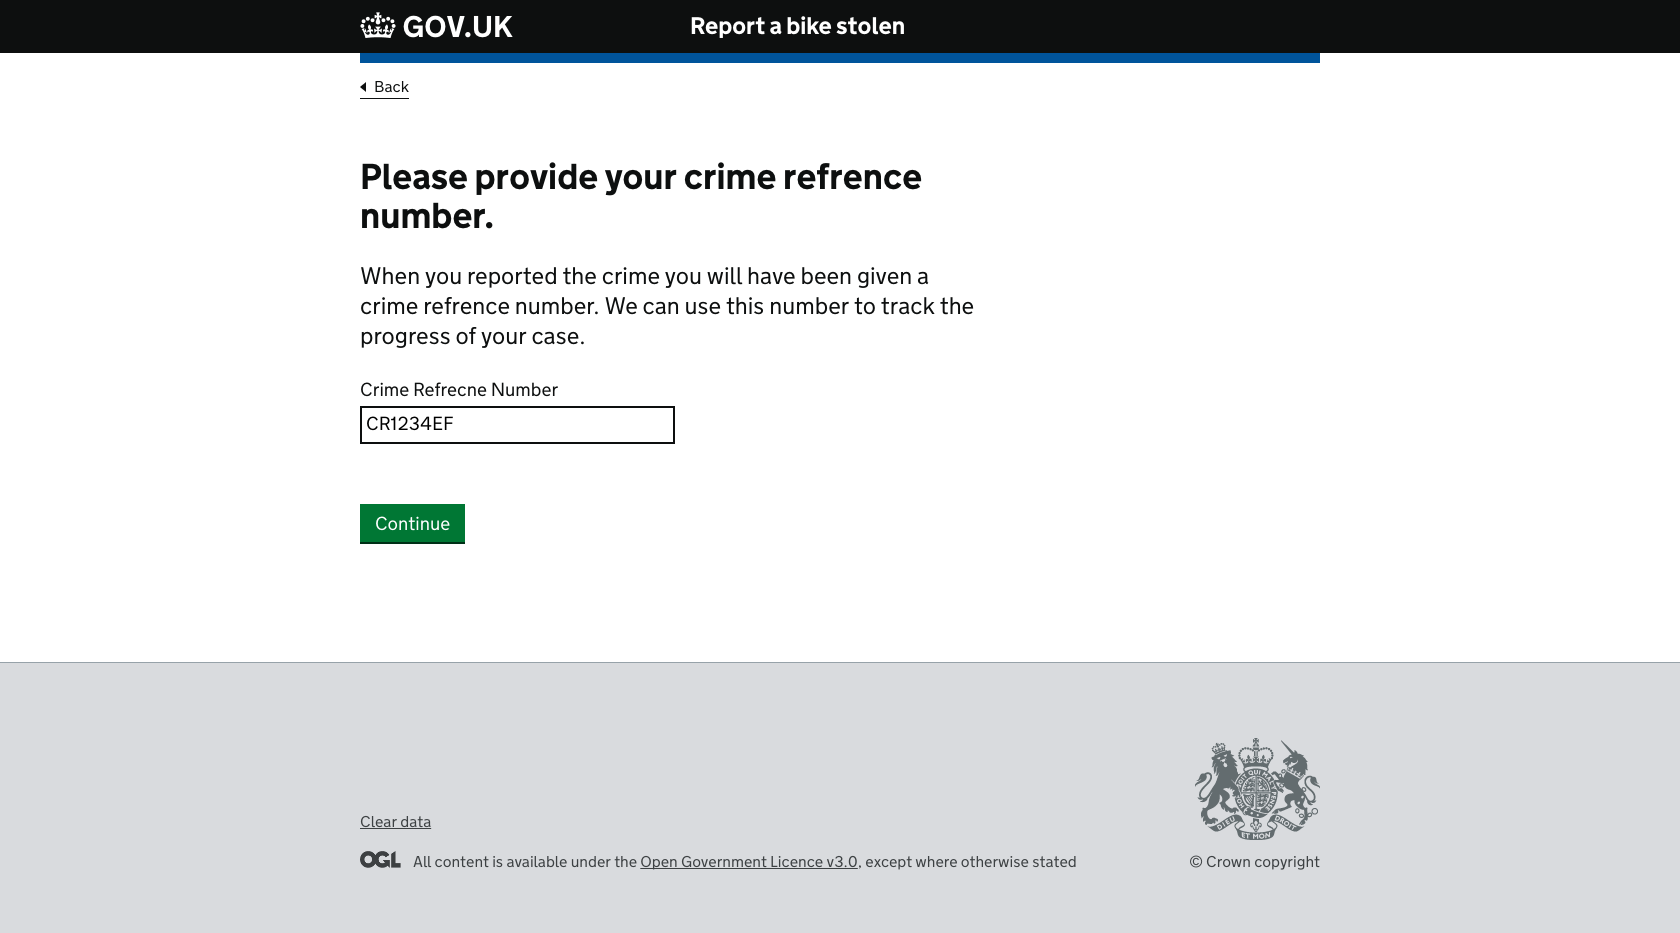 GOV.UK
Report a bike stolen
Back
Please provide your crime refrence
number.
When you reported the crime you will have been given a
crime refrence number. We can use this number to track the
progress of your case.
Crime Refrecne Number
CR1234EF
Continue
Clear data
OGL All content is available under the Open Government Licence v3.0, except where otherwise stated
© Crown copyright